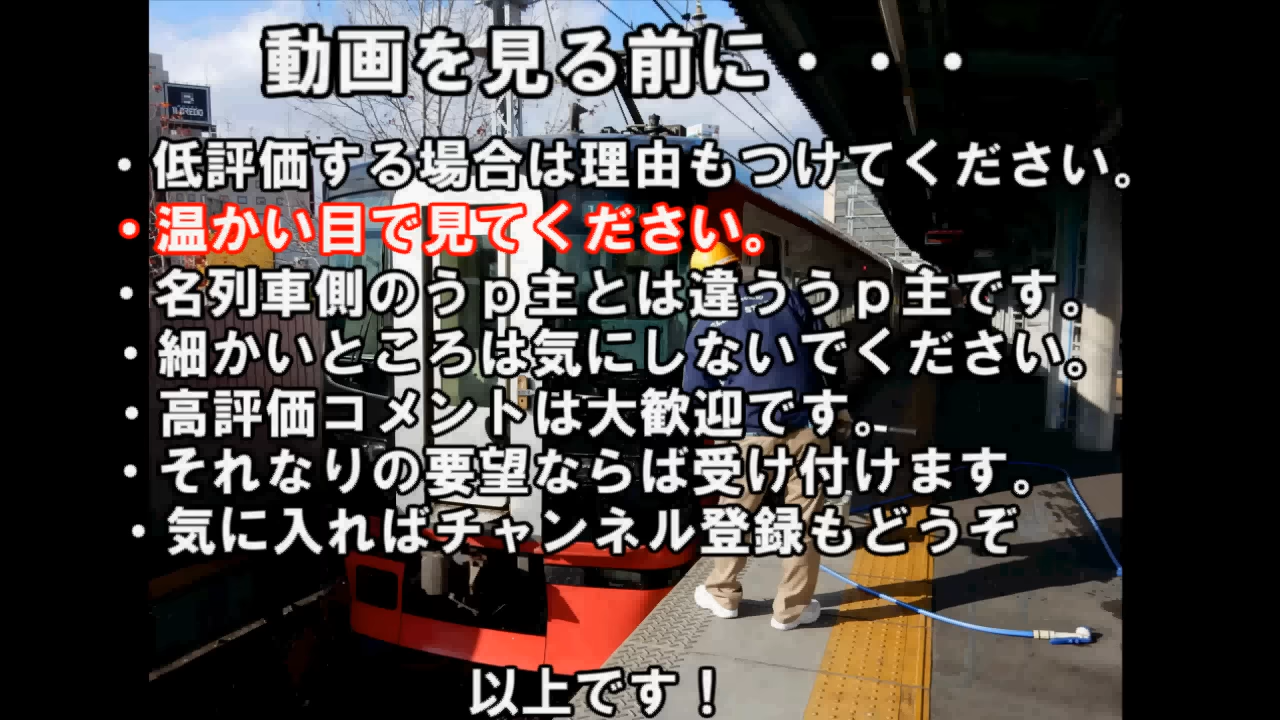 動画を見る前に・・・
・低評価する場合は理由もつけてください。
・温かい目で見てください。
・名列車側のうｐ主とは違ううｐ主です。
・細かいところは気にしないでください。
・高評価コメントは大歓迎です。
・それなりの要望ならば受け付けます。
・気に入ればチャンネル登録もどうぞ
以上です！